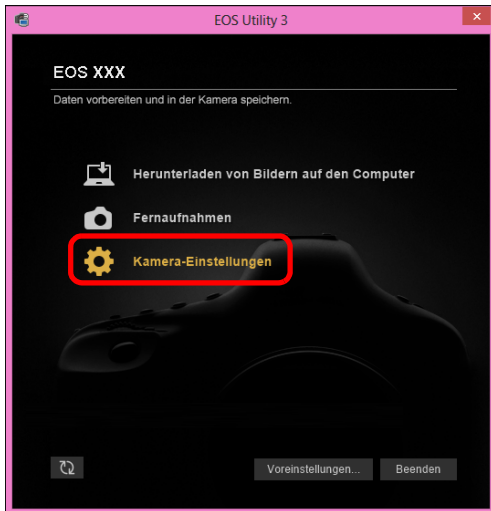 EOS Utility 3
EOS XXX
Daten vorbereiten und in der Kamera speichern.
Herunterladen von Bildern auf den Computer
Fernaufnahmen
Kamera-Einstellungen
Voreinstellungen... Beenden